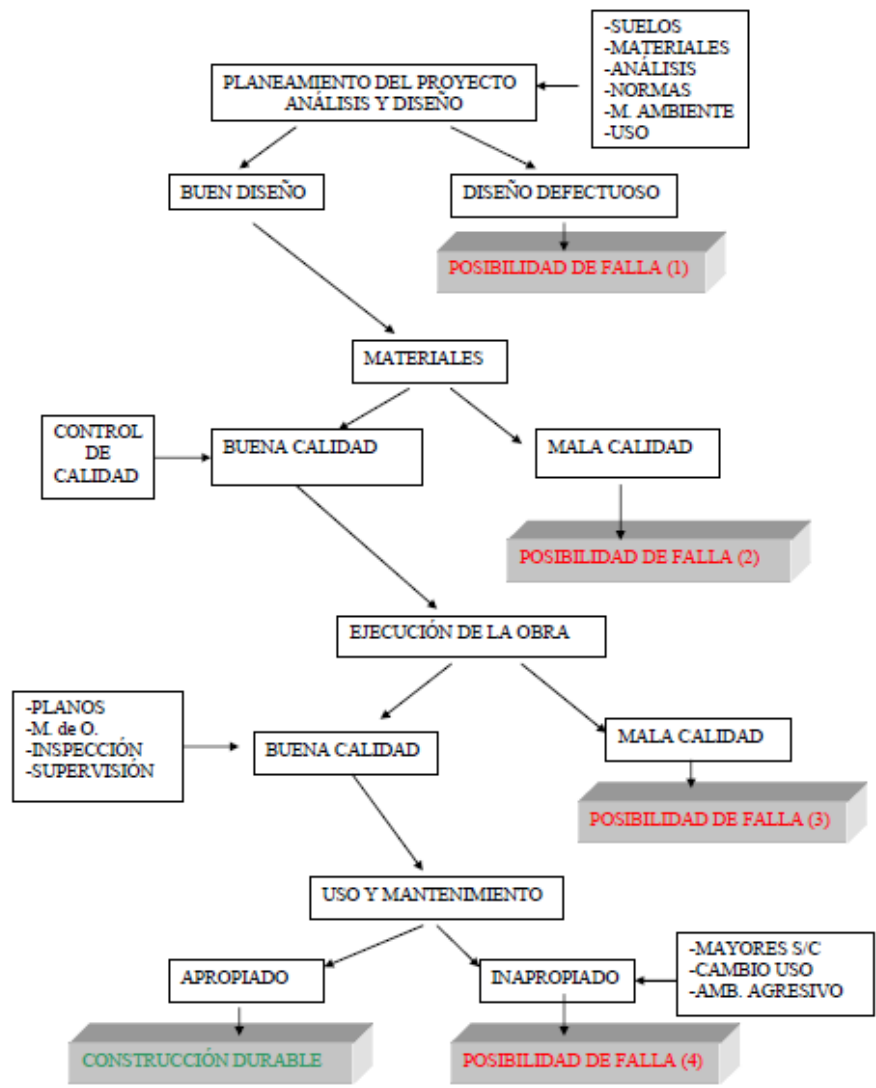 -SUELOS
-MATERIALES
-ANÁLISIS
-NORMAS
-M. AMBIENTE
-USO
PLANEAMIENTO DEL PROYECTO
ANÁLISIS Y DISEÑO
BUEN DISEÑO
DISEÑO DEFECTUOSO
POSIBILIDAD DE FALLA (1)
MATERIALES
CONTROL
DE
CALIDAD
BUENA CALIDAD
MALA CALIDAD
POSIBILIDAD DE FALLA (2)
EJECUCIÓN DE LA OBRA
-PLANOS
-M. de O.
-INSPECCIÓN
-SUPERVISIÓN
BUENA CALIDAD
MALA CALIDAD
POSIBILIDAD DE FALLA (3)
USO Y MANTENIMIENTO
APROPIADO
INAPROPIADO
-MAYORES S/C
-CAMBIO USO
-AMB. AGRESIVO
CONSTRUCCIÓN DURABLE
POSIBILIDAD DE FALLA (4)